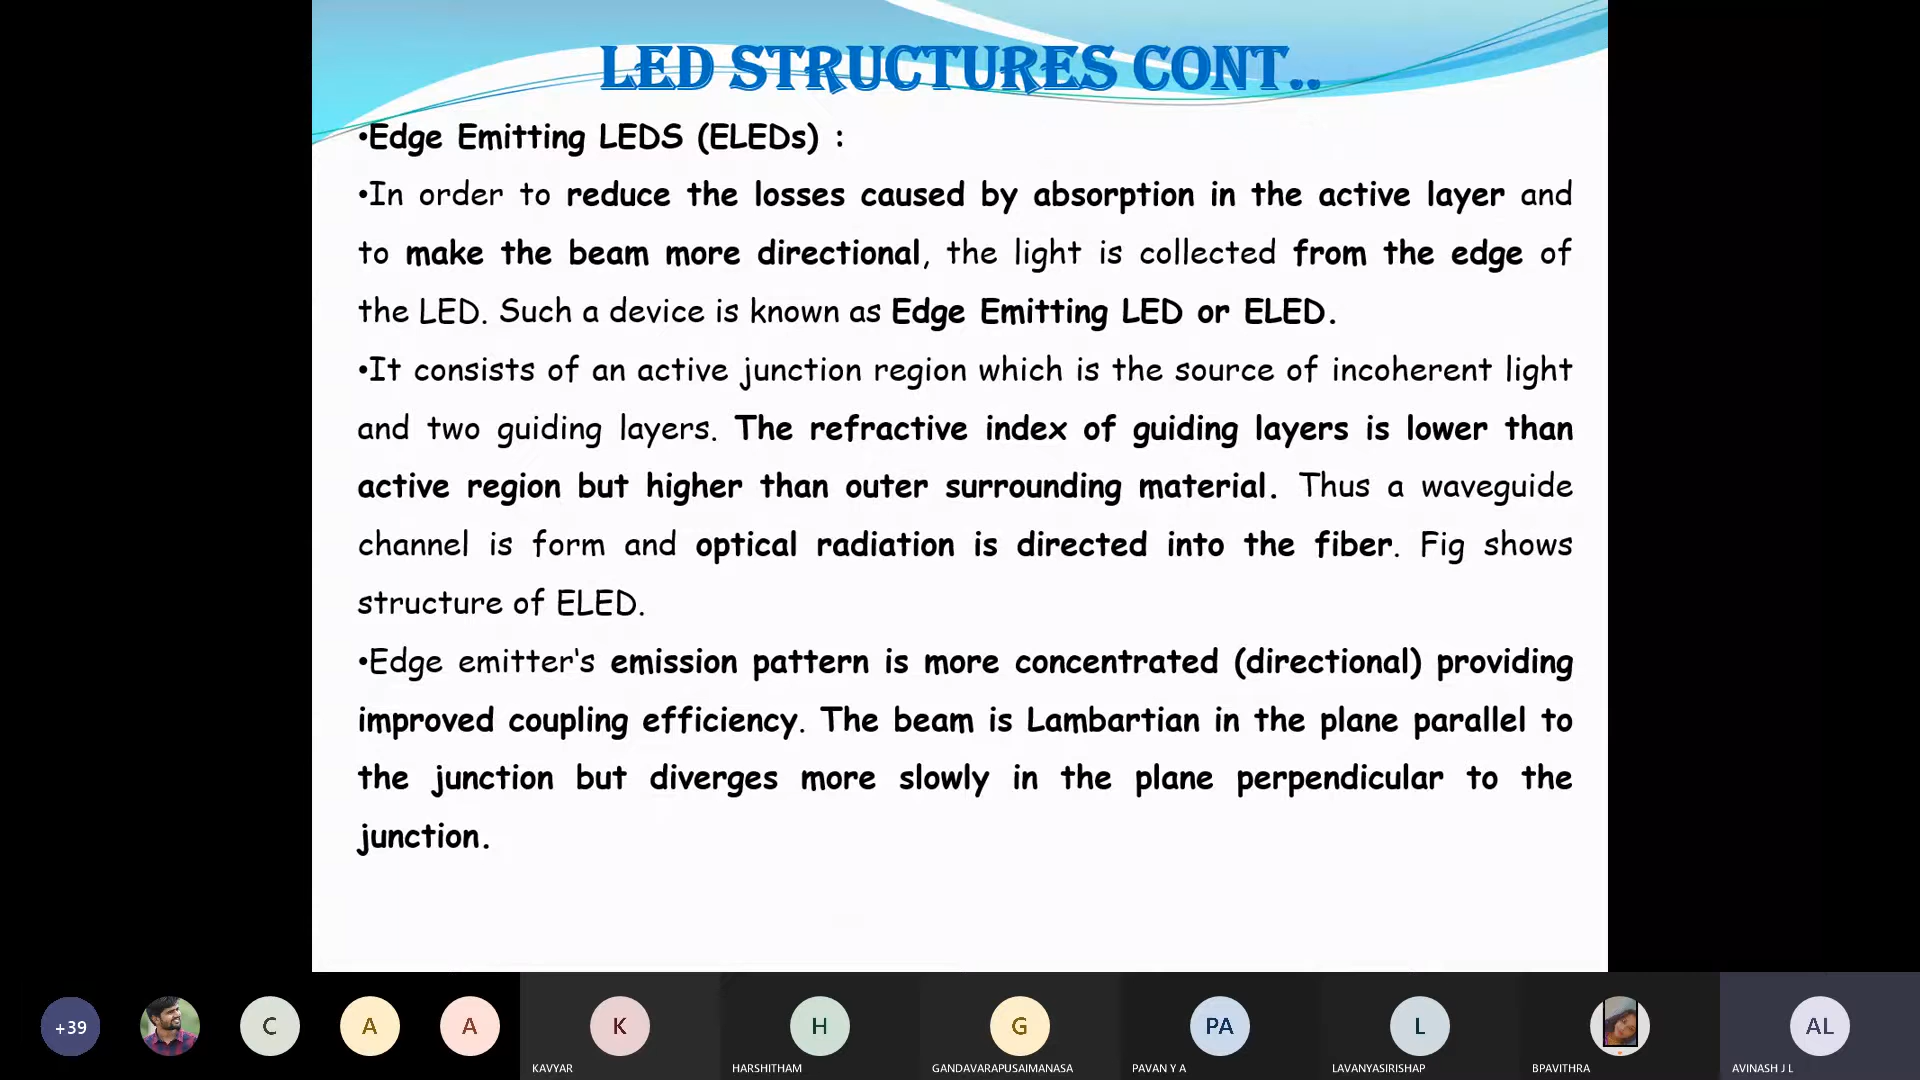 LED STRUCTURES CONT..
•Edge Emitting LEDS (ELEDs) :
•In order to reduce the losses caused by absorption in the active layer and
to make the beam more directional, the light is collected from the edge of
the LED. Such a device is known as Edge Emitting LED or ELED.
•It consists of an active junction region which is the source of incoherent light
and two guiding layers. The refractive index of guiding layers is lower than
active region but higher than outer surrounding material. Thus a waveguide
channel is form and optical radiation is directed into the fiber. Fig shows
structure of ELED.
•Edge emitter's emission pattern is more concentrated (directional) providing
improved coupling efficiency. The beam is Lambartian in the plane parallel to
the junction but diverges more slowly in the plane perpendicular to the
junction.
+39 C A A K H G PA L AL
KAVYAR HARSHITHAM GANDAVARAPUSAIMANASA PAVAN Y A LAVANYASIRISHAP BPAVITHRA AVINASH J L